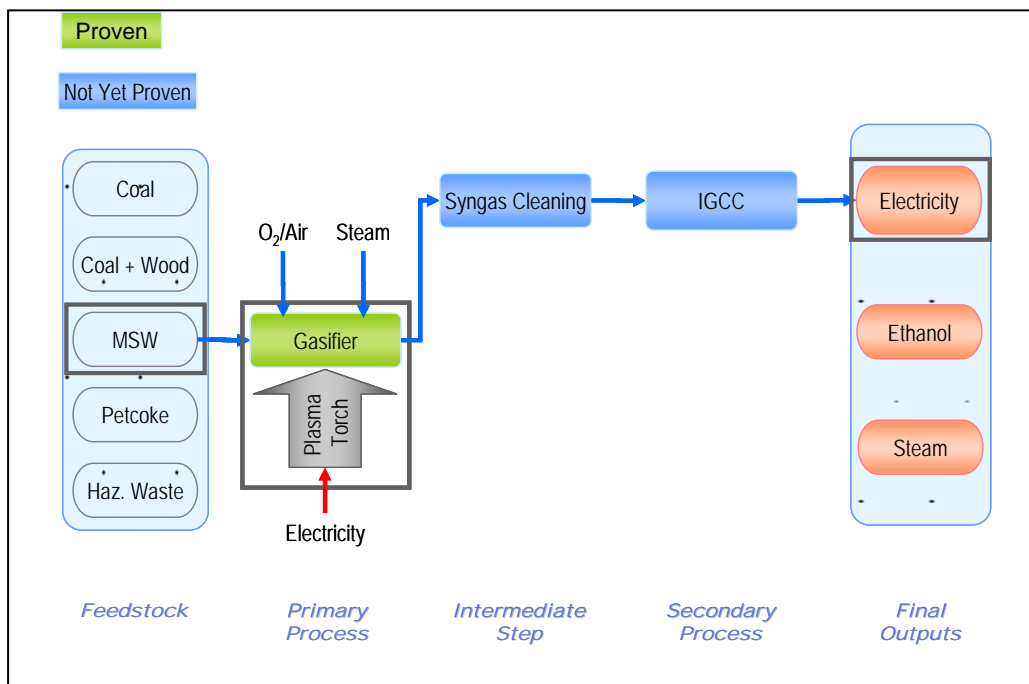 Proven
Not Yet Proven
Coal
Coal + Wood
MSW
Petcoke
Haz. Waste
O₂/Air
Steam
Gasifier
Plasma
Torch
Electricity
Syngas Cleaning
IGCC
Electricity
Ethanol
Steam
Feedstock
Primary
Process
Intermediate
Step
Secondary
Process
Final
Outputs